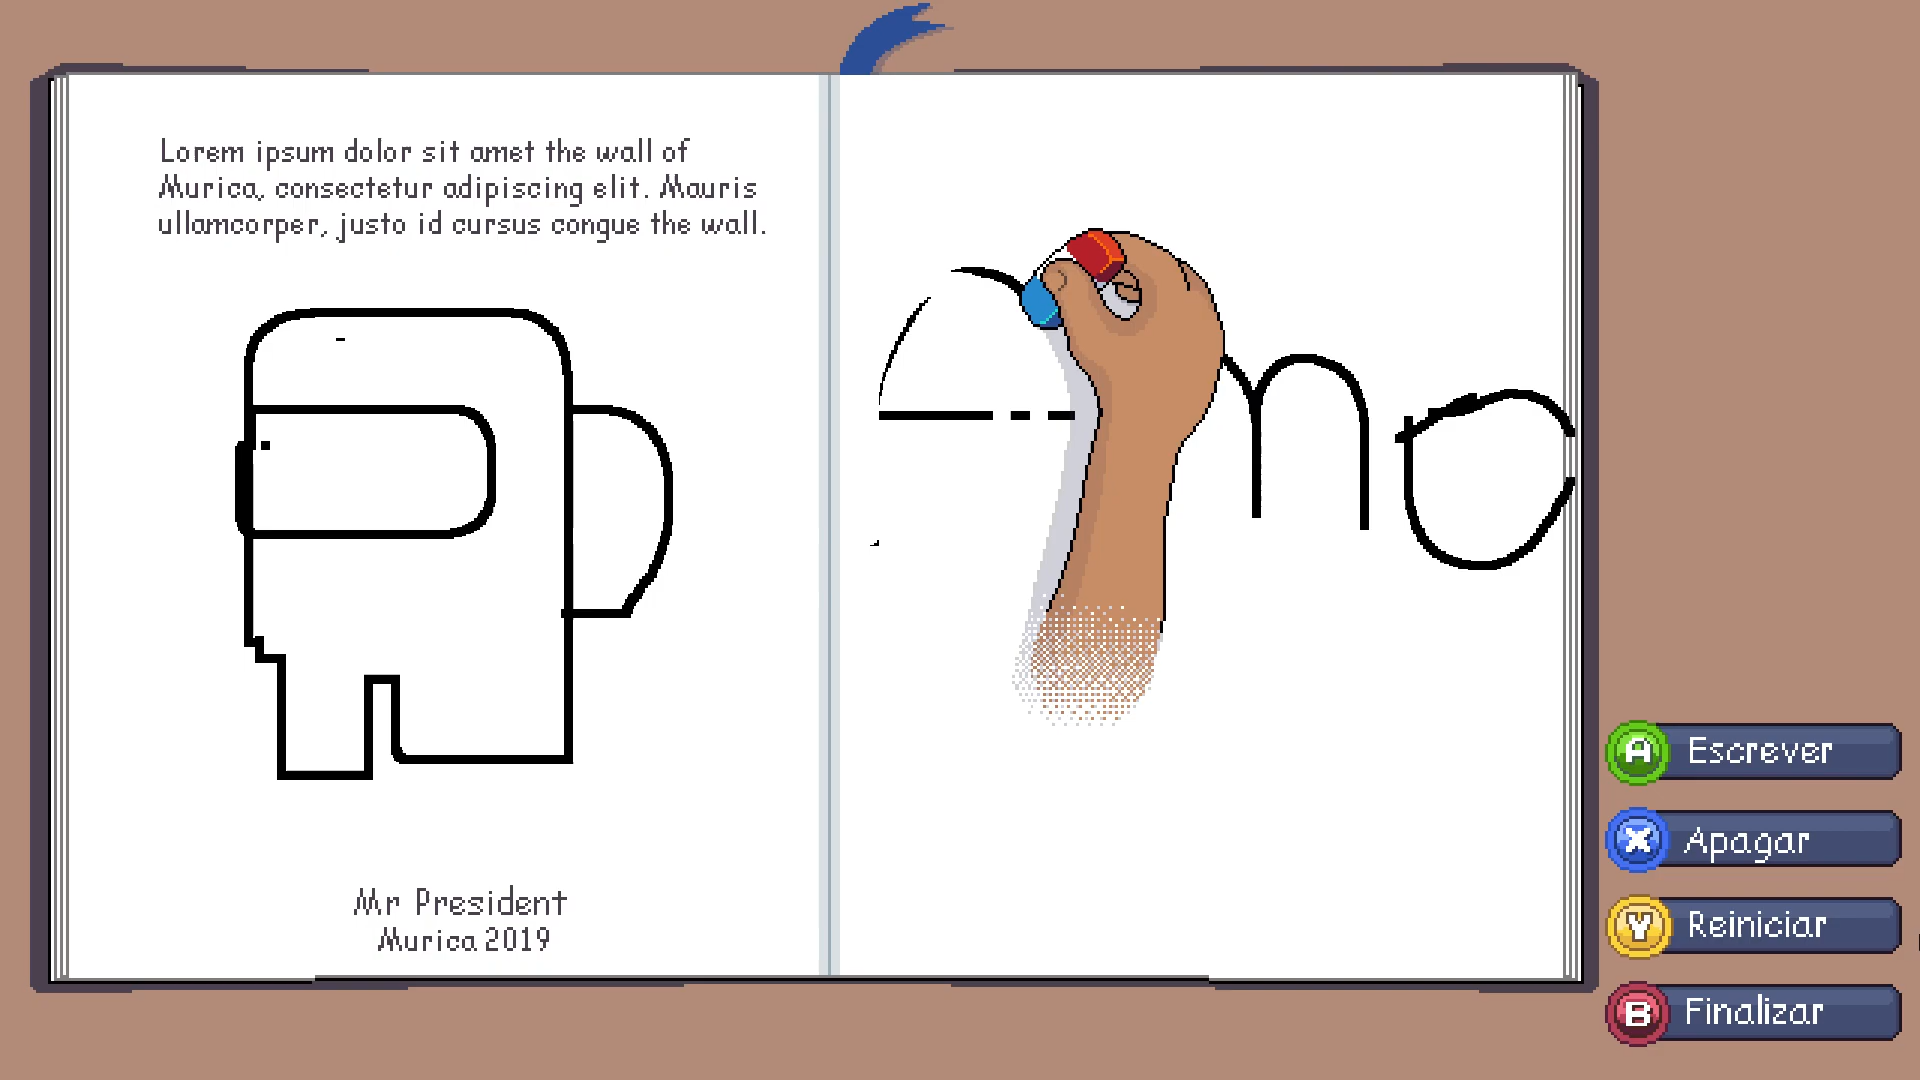 Lorem ipsum dolor sit amet the wall of
Murica, consectetur adipiscing elit. Mauris
ullamcorper, justo id cursus congue the wall.
Mr President
Murica 2019
A Escrever
X Apagar
Y Reiniciar
B Finalizar